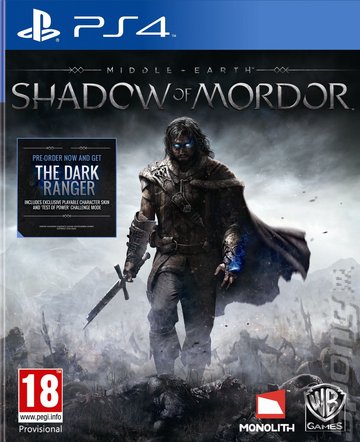 PS4
MIDDLE-EARTH
SHADOW OF MORDOR
PRE-ORDER NOW AND GET
THE DARK
RANGER
INCLUDES EXCLUSIVE PLAYABLE CHARACTER SKIN
AND 'TEST OF POWER' CHALLENGE MODE
18
www.pegi.info
Provisional
MONOLITH
WB
GAMES